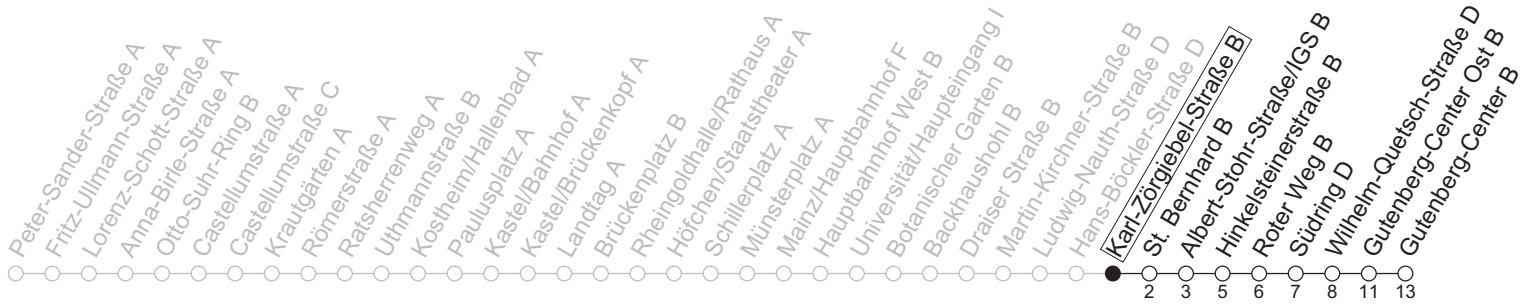 Peter-Sander-Straße A
Fritz-Ullmann-Straße A
Lorenz-Schott-Straße A
Anna-Birle-Straße A
Otto-Suhr-Ring B
Castellumstraße A
Castellumstraße C
Krautgärten A
Römerstraße A
Ratsherrenweg A
Uthmannstraße B
Kostheim/Hallenbad A
Paulusplatz A
Kastel/Bahnhof A
Kastel/Brückenkopf A
Landtag A
Brückenplatz B
Rheingoldhalle/Rathaus A
Höfchen/Staatstheater A
Schillerplatz A
Münsterplatz A
Mainz/Hauptbahnhof F
Hauptbahnhof West B
Universität/Haupteingang I
Botanischer Garten B
Backhaushohl B
Draiser Straße B
Martin-Kirchner-Straße B
Ludwig-Nauth-Straße D
Hans-Böckler-Straße D
Karl-Zörgiebel-Straße B
St. Bernhard B
Albert-Stohr-Straße/IGS B
Hinkelsteinerstraße B
Roter Weg B
Südring D
Wilhelm-Quetsch-Straße D
Gutenberg-Center Ost B
Gutenberg-Center B
2 3 5 6 7 8 11 13